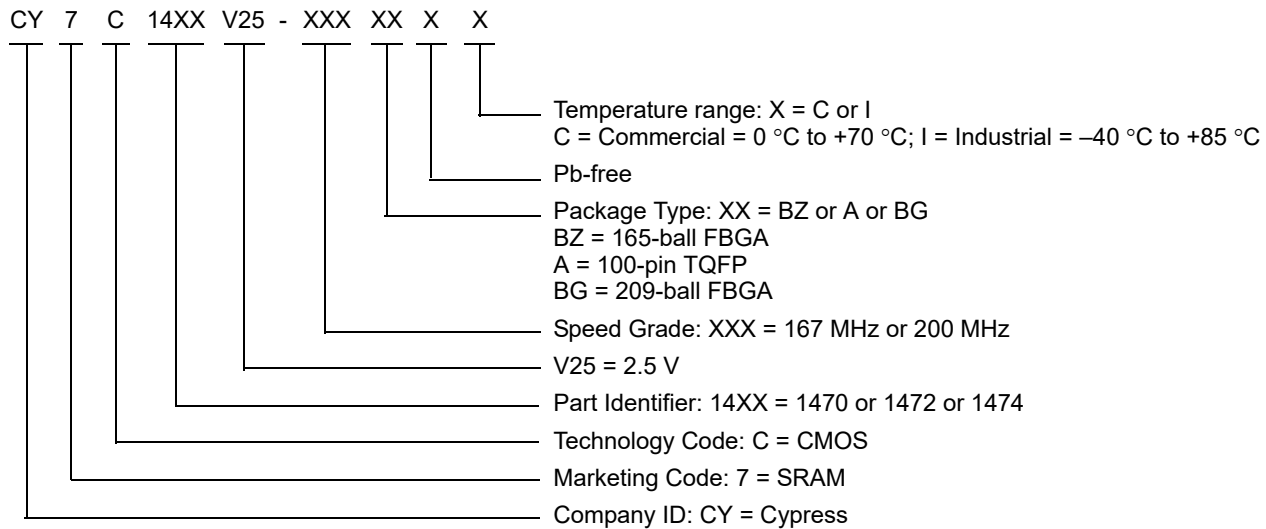 CY 7 C 14XX V25 - XXX XX X X
Temperature range: X = C or I
C = Commercial = 0 °C to +70 °C; I = Industrial = –40 °C to +85 °C
Pb-free
Package Type: XX = BZ or A or BG
BZ = 165-ball FBGA
A = 100-pin TQFP
BG = 209-ball FBGA
Speed Grade: XXX = 167 MHz or 200 MHz
V25 = 2.5 V
Part Identifier: 14XX = 1470 or 1472 or 1474
Technology Code: C = CMOS
Marketing Code: 7 = SRAM
Company ID: CY = Cypress